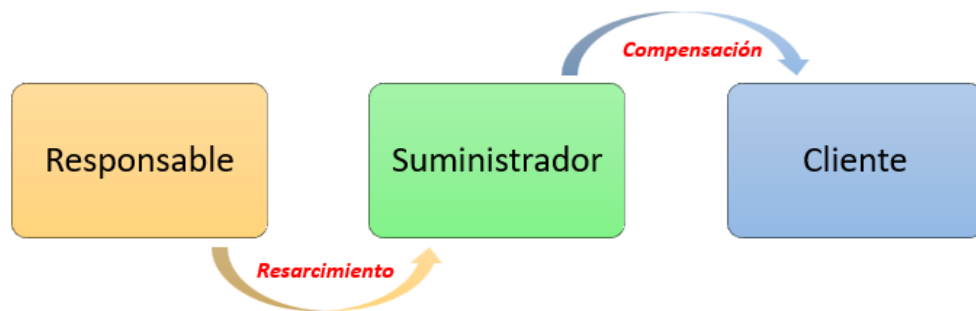 Compensación
Responsable
Suministrador
Cliente
Resarcimiento